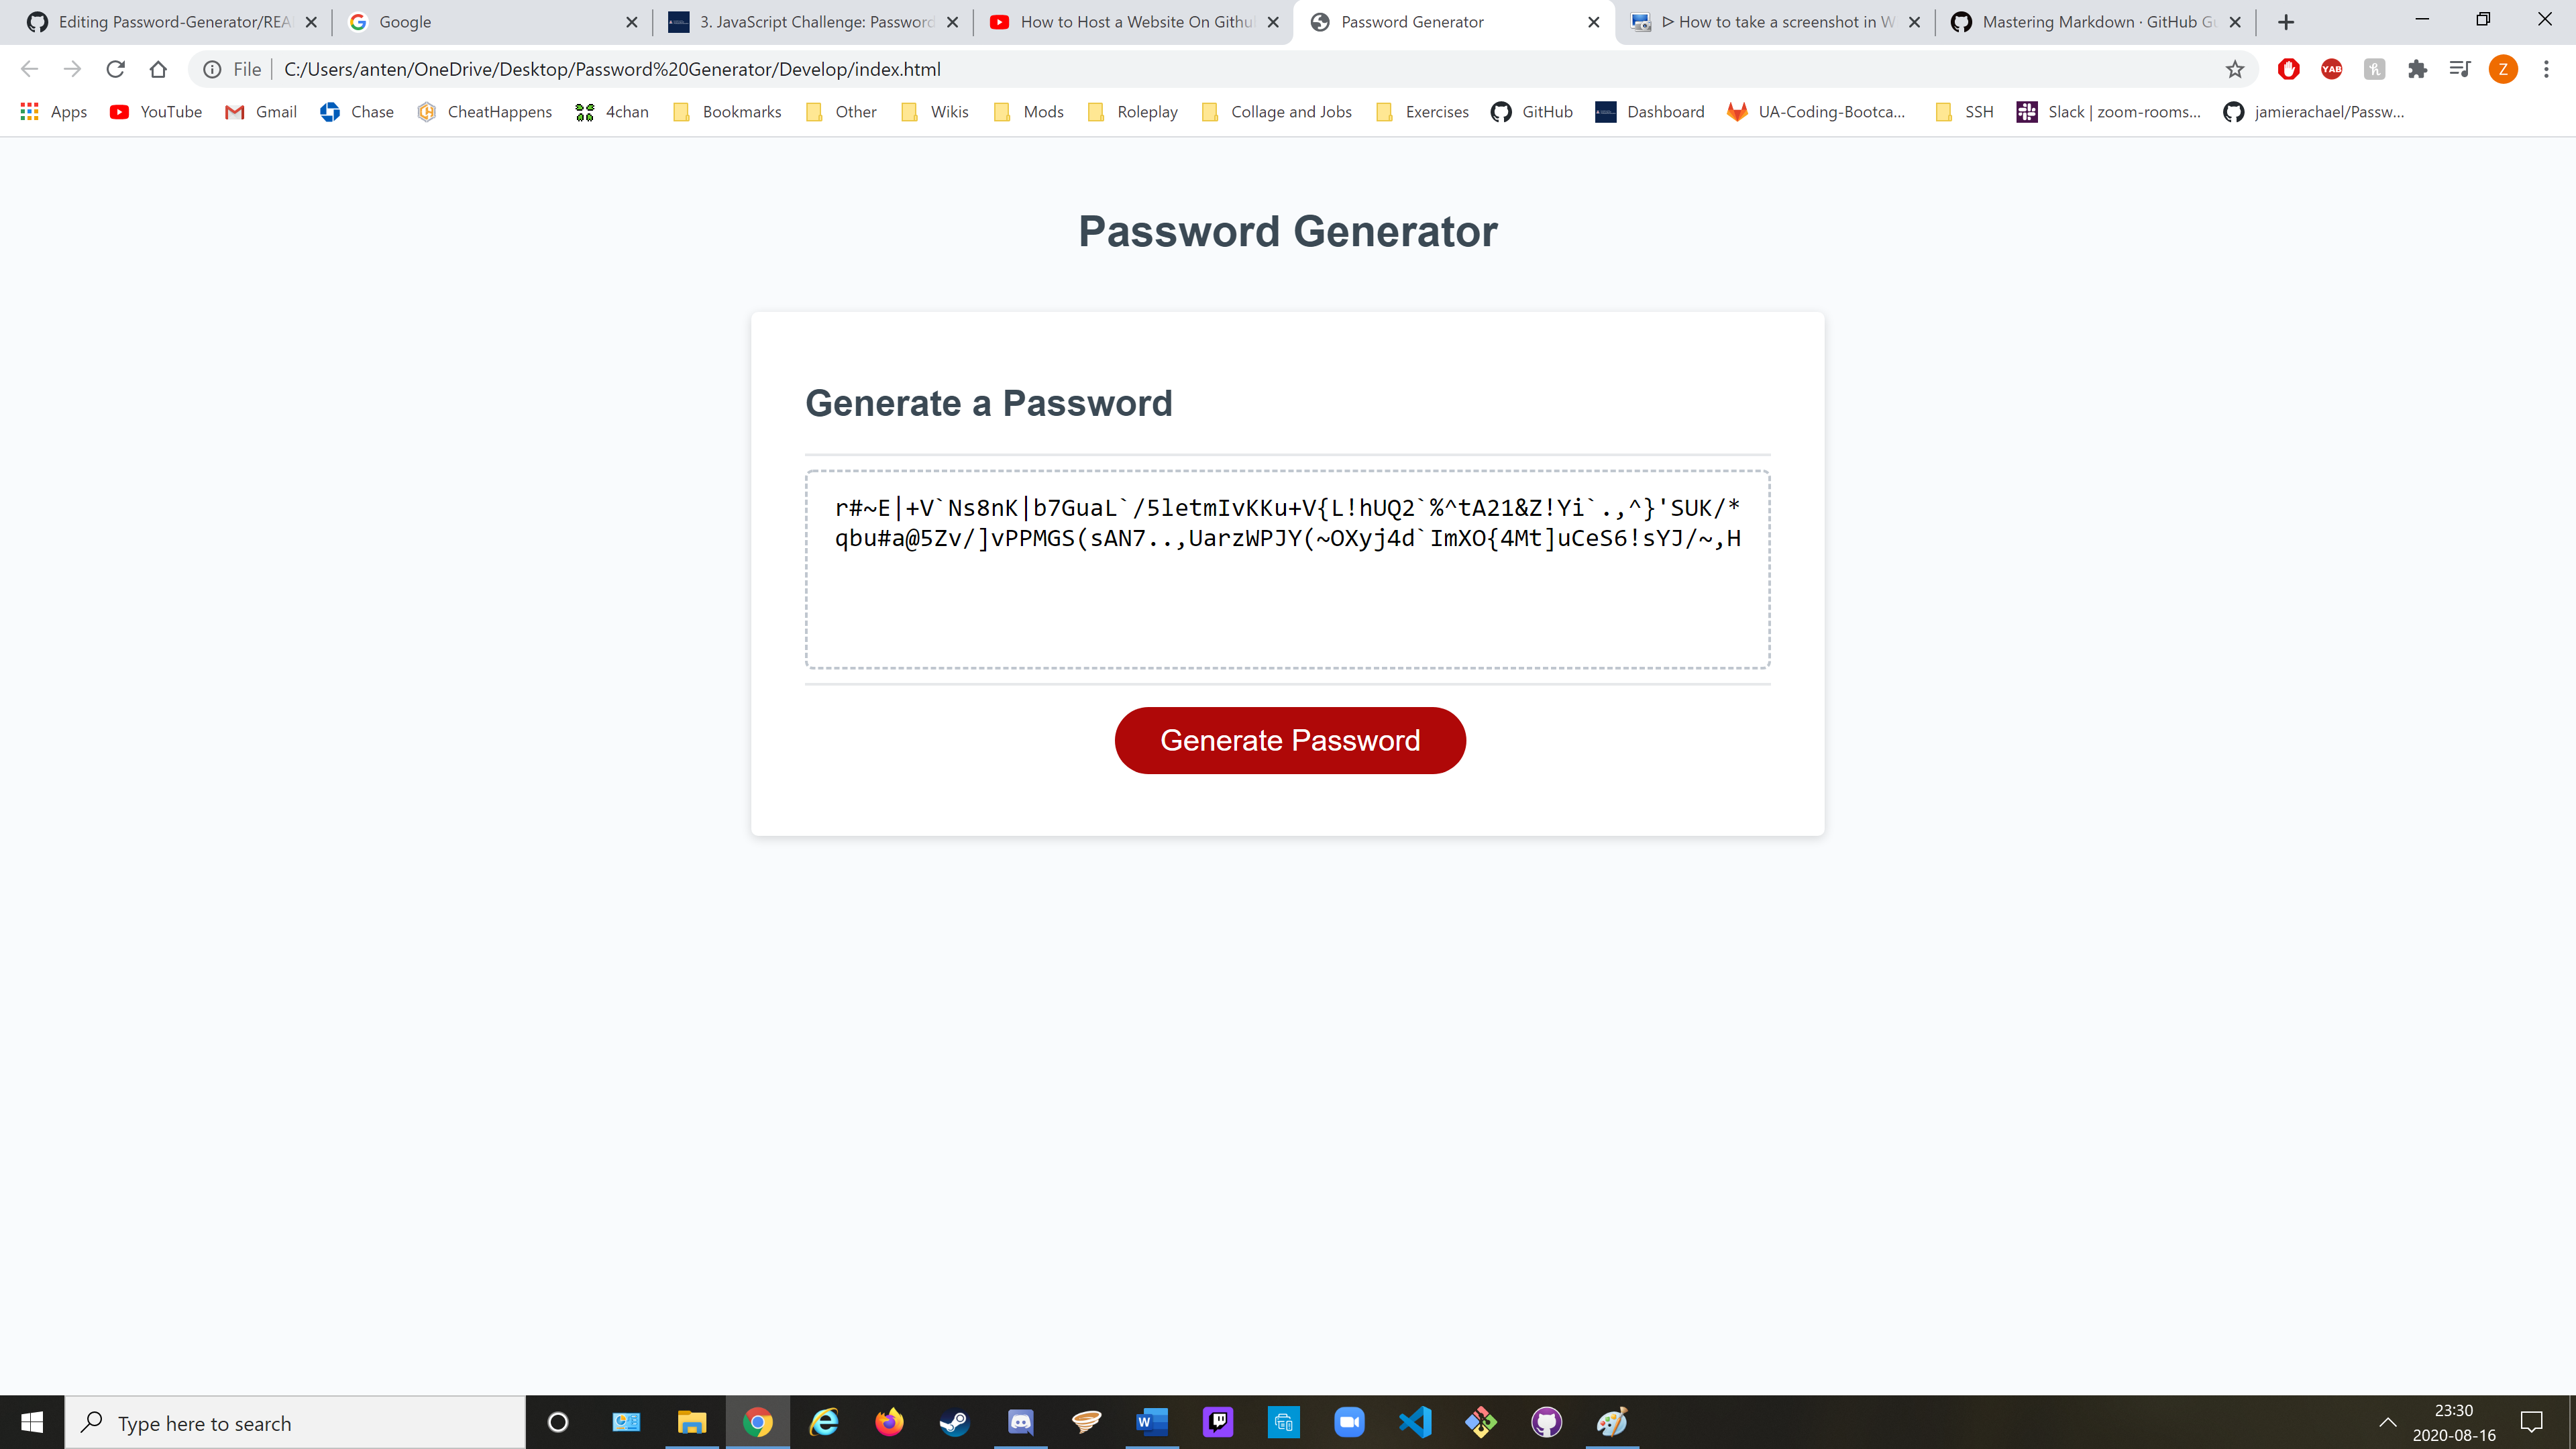 Editing Password-Generator/REA
Google
3. JavaScript Challenge: Password
How to Host a Website On Githu
Password Generator
ᐅ How to take a screenshot in W
Mastering Markdown · GitHub Gu
File
C:/Users/anten/OneDrive/Desktop/Password%20Generator/Develop/index.html
YAB
Z
Apps
YouTube
Gmail
Chase
CheatHappens
4chan
Bookmarks
Other
Wikis
Mods
Roleplay
Collage and Jobs
Exercises
GitHub
Dashboard
UA-Coding-Bootca...
SSH
Slack | zoom-rooms...
jamierachael/Passw...
Password Generator
Generate a Password
r#~E|+V`Ns8nK|b7GuaL`/5letmIvKKu+V{L!hUQ2`%^tA21&Z!Yi`.,^}'SUK/*
qbu#a@5Zv/]vPPMGS(sAN7..,UarzWPJY(~OXyj4d`ImXO{4Mt]uCeS6!sYJ/~,H
Generate Password
Type here to search
23:30
2020-08-16